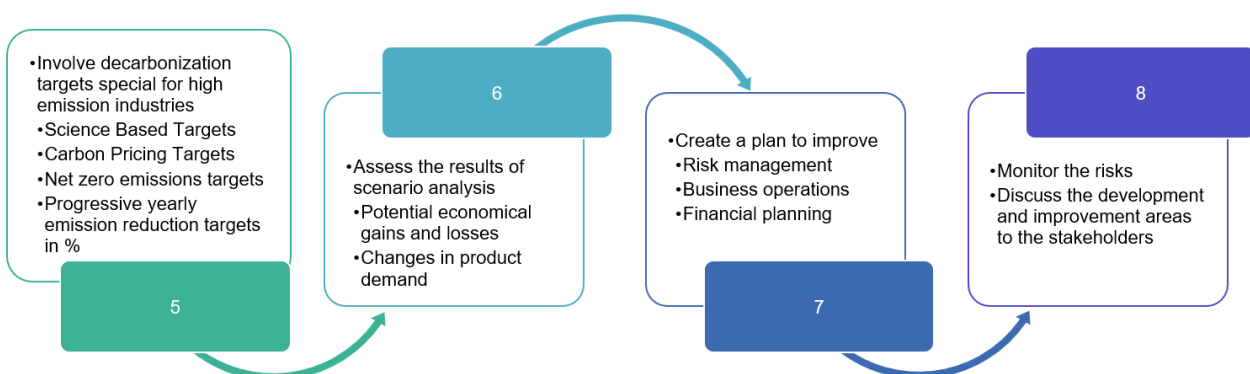 •Involve decarbonization
targets special for high
emission industries
•Science Based Targets
•Carbon Pricing Targets
•Net zero emissions targets
•Progressive yearly
emission reduction targets
in %
5
6
•Assess the results of
scenario analysis
•Potential economical
gains and losses
•Changes in product
demand
•Create a plan to improve
•Risk management
•Business operations
•Financial planning
7
8
•Monitor the risks
•Discuss the development
and improvement areas
to the stakeholders